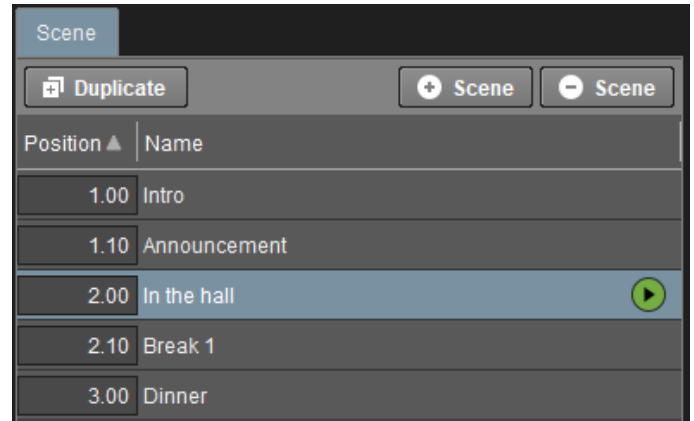 Scene
Duplicate Scene Scene
Position Name
1.00 Intro
1.10 Announcement
2.00 In the hall
2.10 Break 1
3.00 Dinner